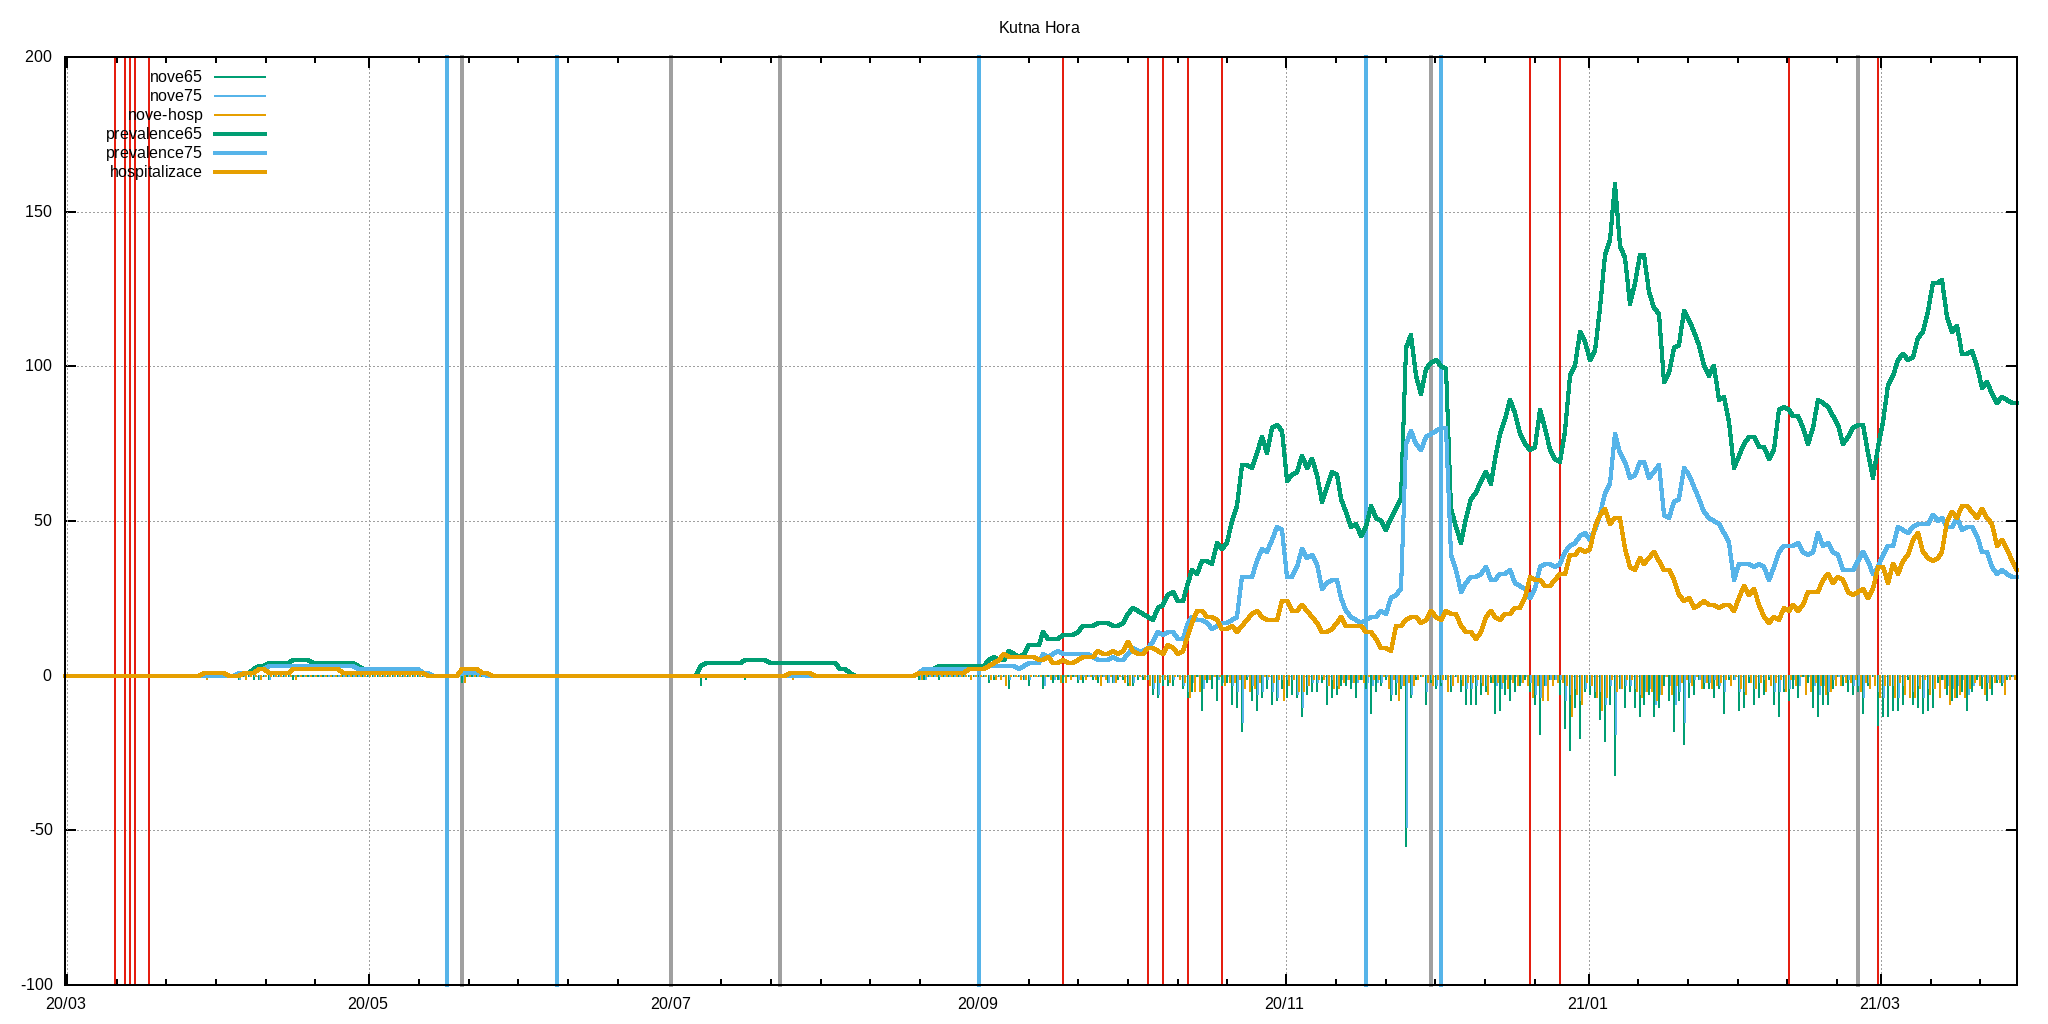 Kutna Hora
200
150
100
50
0
-50
-100
nove65
nove75
nove-hosp
prevalence65
prevalence75
hospitalizace
20/03 20/05 20/07 20/09 20/11 21/01 21/03